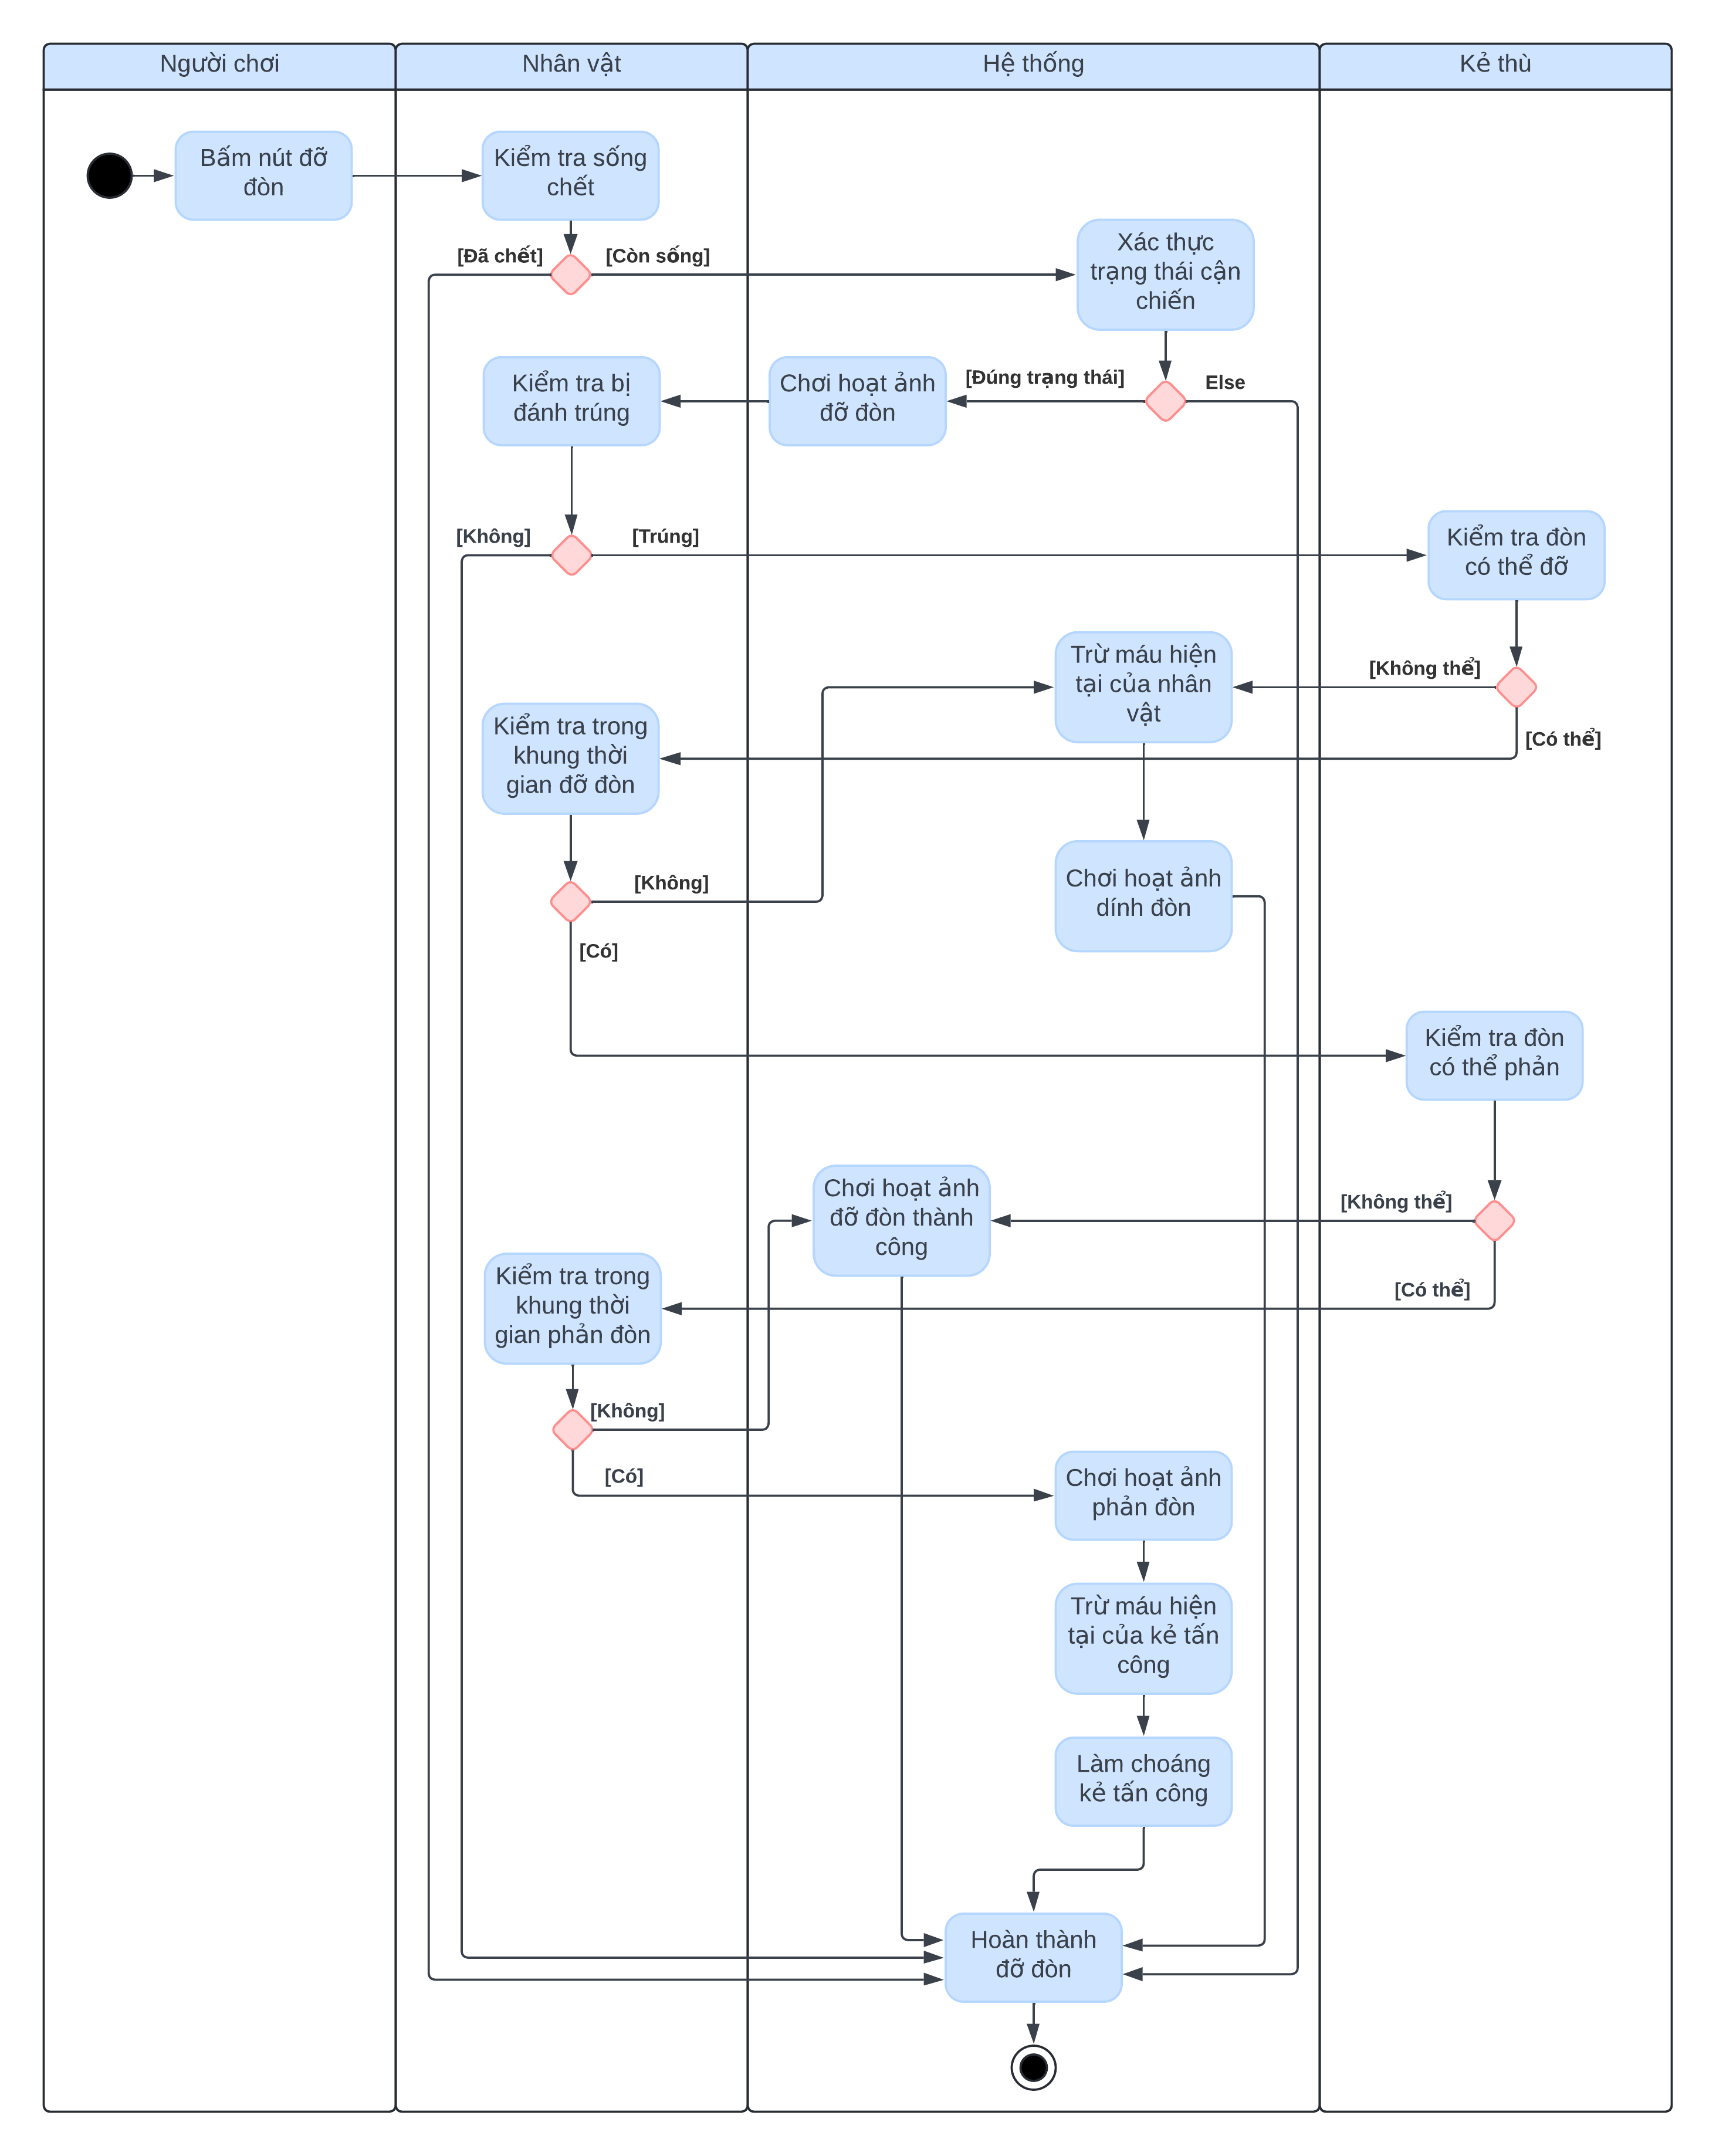 Người chơi
Nhân vật
Hệ thống
Kẻ thù
Bấm nút đỡ
đòn
Kiểm tra sống
chết
[Đã chết]
[Còn sống]
Xác thực
trạng thái cận
chiến
Kiểm tra bị
đánh trúng
Chơi hoạt ảnh
đỡ đòn
[Đúng trạng thái]
Else
[Không]
[Trúng]
Kiểm tra đòn
có thể đỡ
Trừ máu hiện
tại của nhân
vật
[Không thể]
[Có thể]
Kiểm tra trong
khung thời
gian đỡ đòn
[Không]
[Có]
Chơi hoạt ảnh
dính đòn
Kiểm tra đòn
có thể phản
Chơi hoạt ảnh
đỡ đòn thành
công
[Không thể]
[Có thể]
Kiểm tra trong
khung thời
gian phản đòn
[Không]
[Có]
Chơi hoạt ảnh
phản đòn
Trừ máu hiện
tại của kẻ tấn
công
Làm choáng
kẻ tấn công
Hoàn thành
đỡ đòn